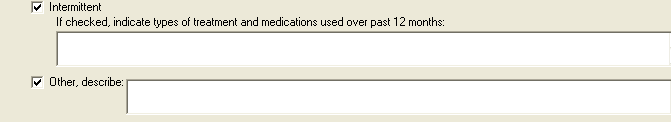 Intermittent
If checked, indicate types of treatment and medications used over past 12 months:
Other, describe: